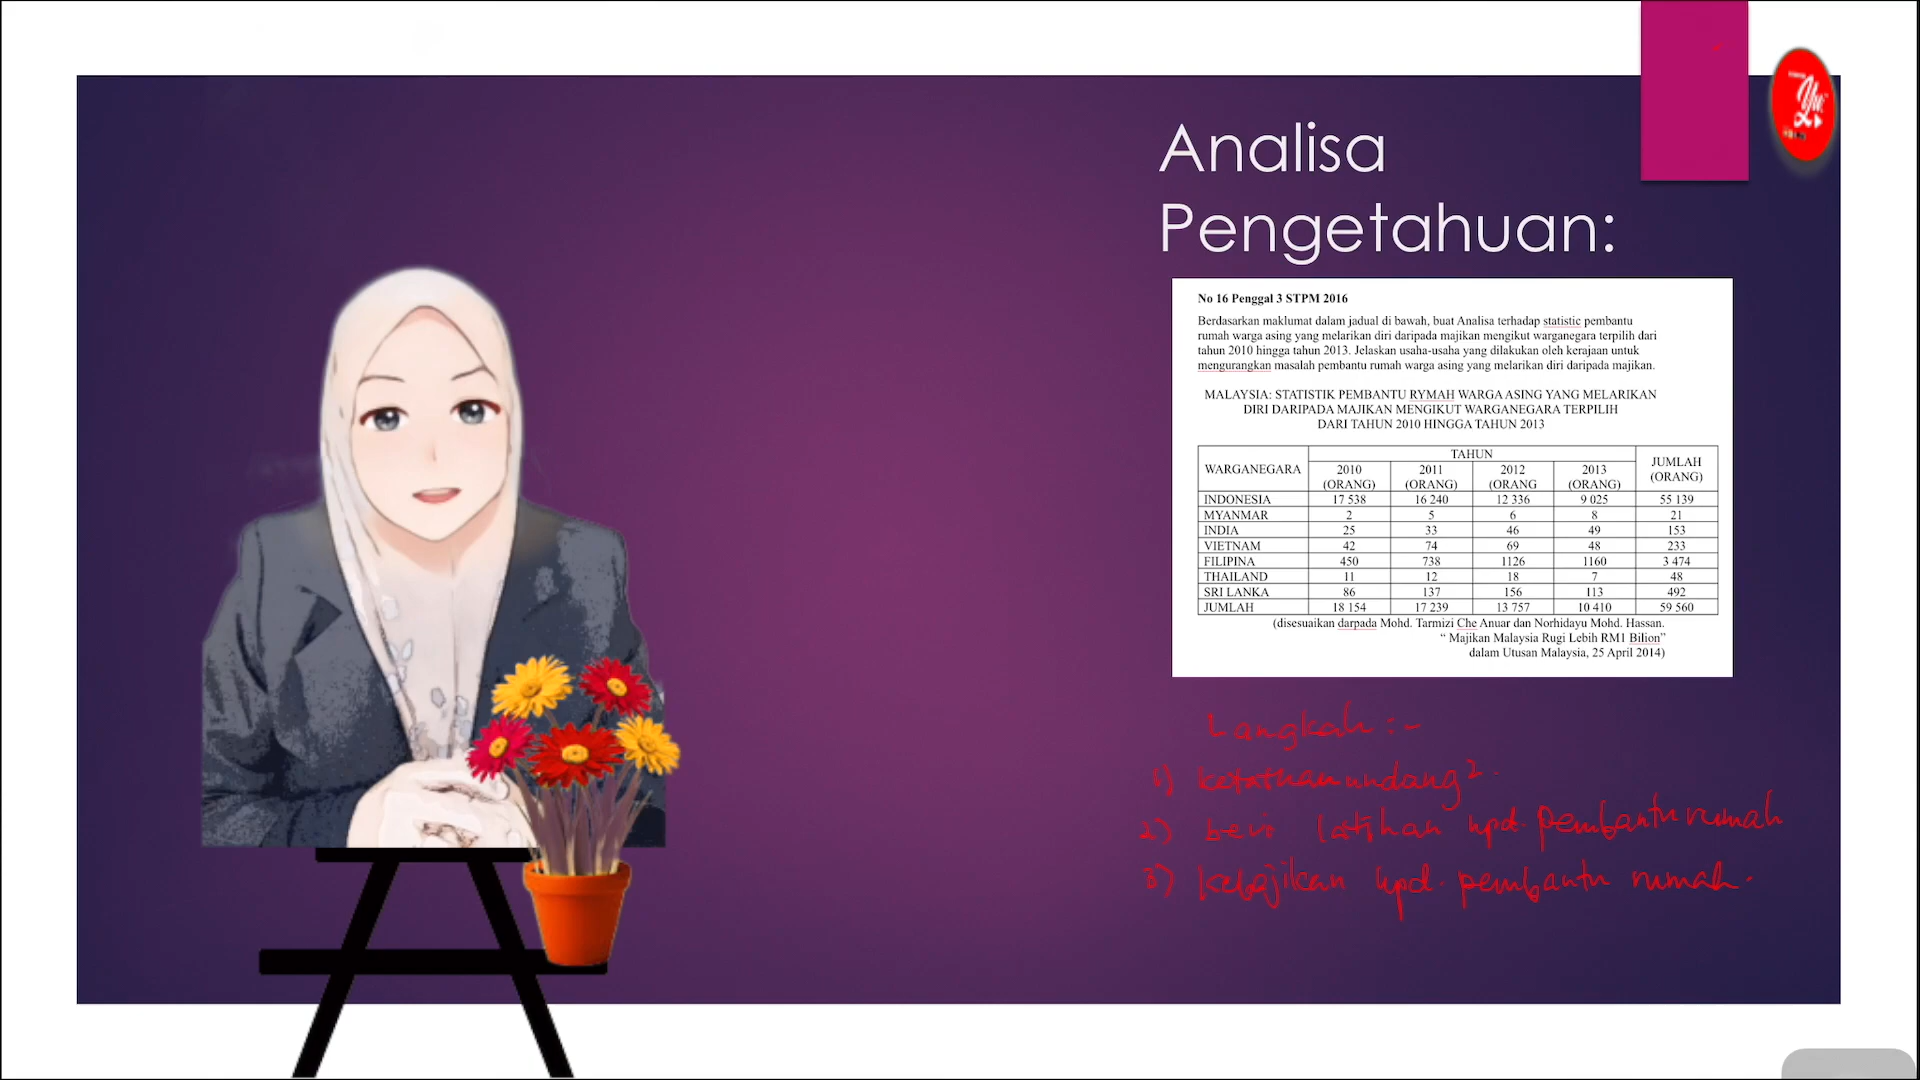 Analisa
Pengetahuan:
No 16 Penggal 3 STPM 2016
Berdasarkan maklumat dalam jadual di bawah, buat Analisa terhadap statistic pembantu
rumah warga asing yang melarikan diri daripada majikan mengikut warganegara terpilih dari
tahun 2010 hingga tahun 2013. Jelaskan usaha-usaha yang dilakukan oleh kerajaan untuk
mengurangkan masalah pembantu rumah warga asing yang melarikan diri daripada majikan.
MALAYSIA: STATISTIK PEMBANTU RYMAH WARGA ASING YANG MELARIKAN
DIRI DARIPADA MAJIKAN MENGIKUT WARGANEGARA TERPILIH
DARI TAHUN 2010 HINGGA TAHUN 2013
WARGANEGARA TAHUN JUMLAH (ORANG)
2010 (ORANG) 2011 (ORANG) 2012 (ORANG 2013 (ORANG)
INDONESIA 17 538 16 240 12 336 9 025 55 139
MYANMAR 2 5 6 8 21
INDIA 25 33 46 49 153
VIETNAM 42 74 69 48 233
FILIPINA 450 738 1126 1160 3 474
THAILAND 11 12 18 7 48
SRI LANKA 86 137 156 113 492
JUMLAH 18 154 17 239 13 757 10 410 59 560
(disesuaikan darpada Mohd. Tarmizi Che Anuar dan Norhidayu Mohd. Hassan.
“ Majikan Malaysia Rugi Lebih RM1 Bilion”
dalam Utusan Malaysia, 25 April 2014)
Langkah :-
1) ketatkan undang².
2) beri latihan kpd. pembantu rumah
3) kebajikan kpd. pembantu rumah.